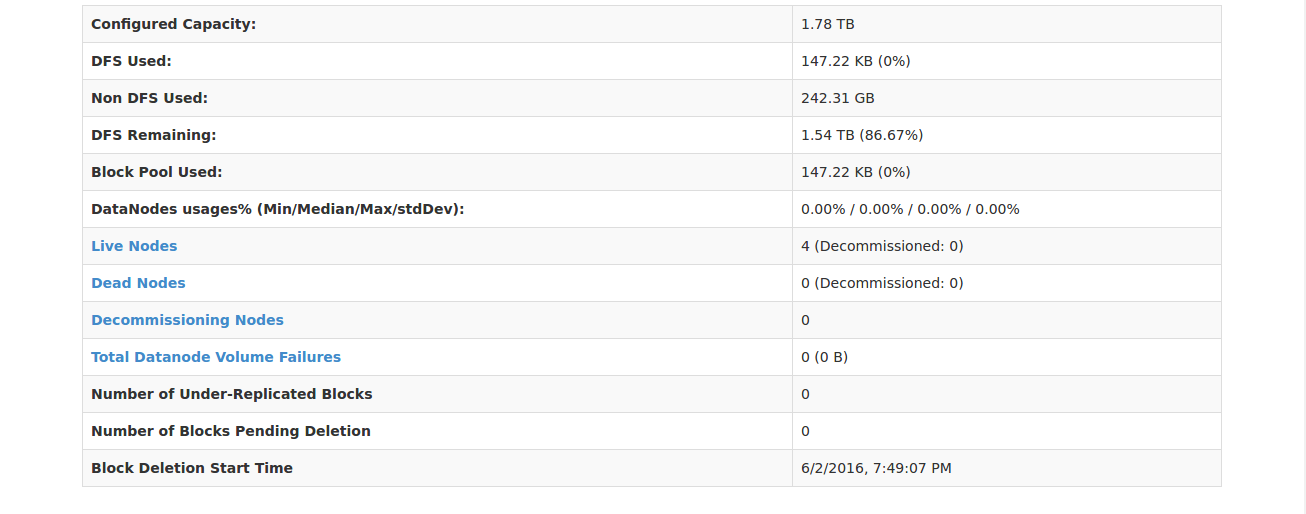 Configured Capacity: 1.78 TB
DFS Used: 147.22 KB (0%)
Non DFS Used: 242.31 GB
DFS Remaining: 1.54 TB (86.67%)
Block Pool Used: 147.22 KB (0%)
DataNodes usages% (Min/Median/Max/stdDev): 0.00% / 0.00% / 0.00% / 0.00%
Live Nodes 4 (Decommissioned: 0)
Dead Nodes 0 (Decommissioned: 0)
Decommissioning Nodes 0
Total Datanode Volume Failures 0 (0 B)
Number of Under-Replicated Blocks 0
Number of Blocks Pending Deletion 0
Block Deletion Start Time 6/2/2016, 7:49:07 PM